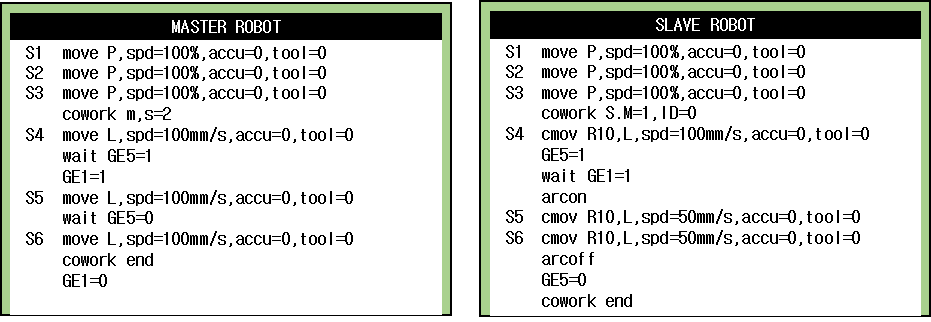 MASTER ROBOT
S1 move P,spd=100%,accu=0,tool=0
S2 move P,spd=100%,accu=0,tool=0
S3 move P,spd=100%,accu=0,tool=0
cowork m,s=2
S4 move L,spd=100mm/s,accu=0,tool=0
wait GE5=1
GE1=1
S5 move L,spd=100mm/s,accu=0,tool=0
wait GE5=0
S6 move L,spd=100mm/s,accu=0,tool=0
cowork end
GE1=0
SLAVE ROBOT
S1 move P,spd=100%,accu=0,tool=0
S2 move P,spd=100%,accu=0,tool=0
S3 move P,spd=100%,accu=0,tool=0
cowork S.M=1,ID=0
S4 cmov R10,L,spd=100mm/s,accu=0,tool=0
GE5=1
wait GE1=1
arcon
S5 cmov R10,L,spd=50mm/s,accu=0,tool=0
S6 cmov R10,L,spd=50mm/s,accu=0,tool=0
arcoff
GE5=0
cowork end